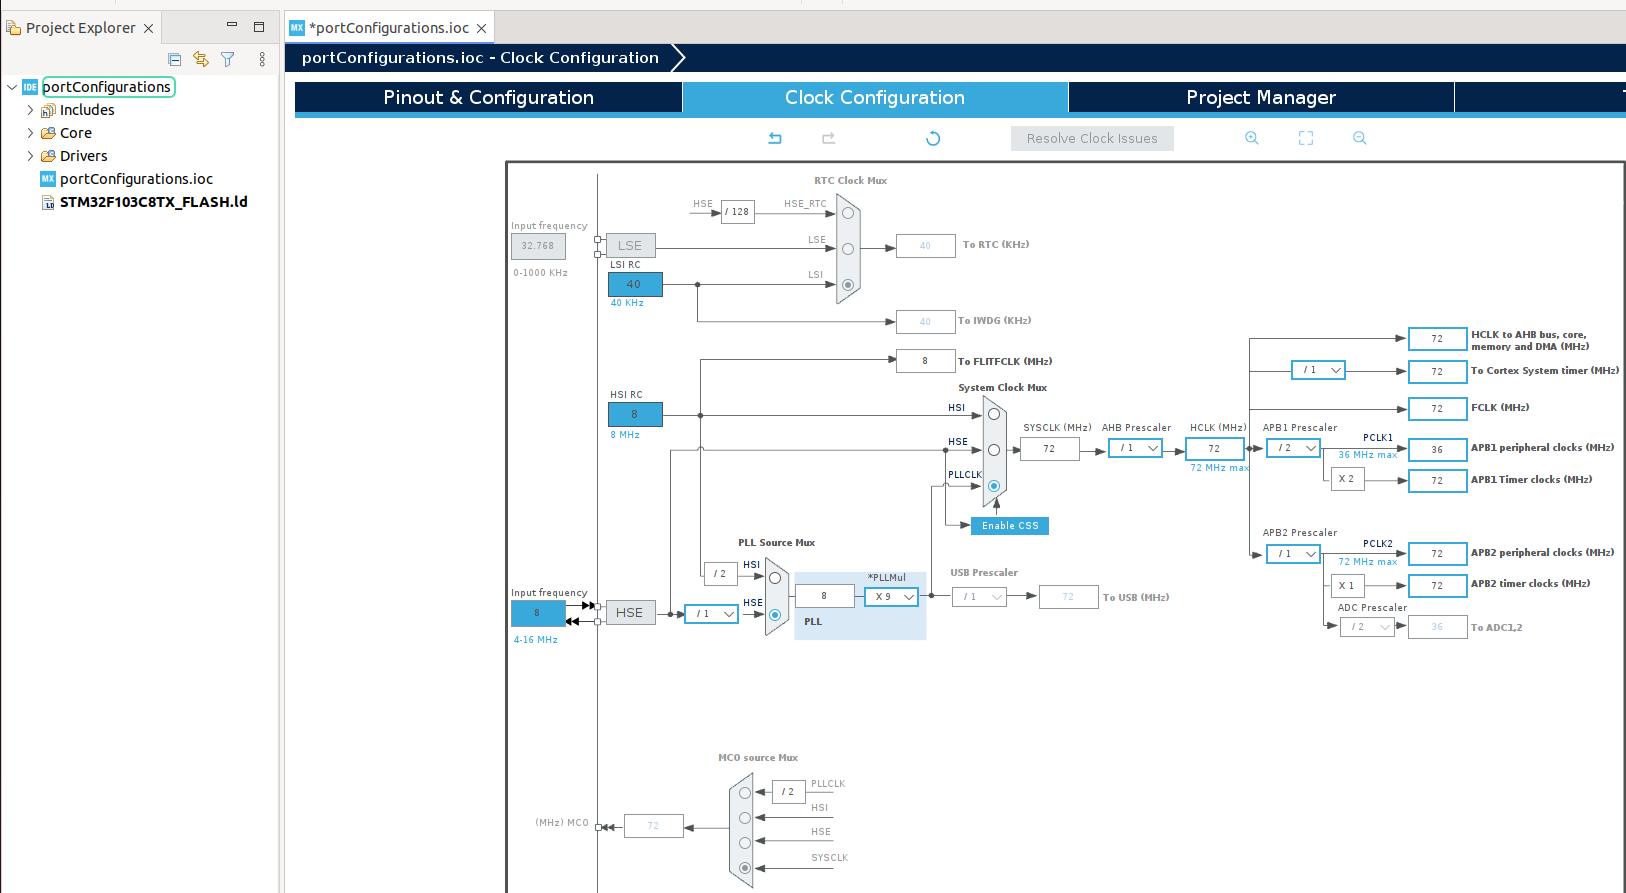 Project Explorer
portConfigurations
Includes
Core
Drivers
portConfigurations.ioc
STM32F103C8TX_FLASH.ld
*portConfigurations.ioc
portConfigurations.ioc - Clock Configuration
Pinout & Configuration
Clock Configuration
Project Manager
Resolve Clock Issues
RTC Clock Mux
HSE
/ 128
HSE_RTC
Input frequency
32.768
0-1000 KHz
LSE
LSE
40
To RTC (KHz)
LSI RC
40
40 KHz
LSI
40
To IWDG (KHz)
8
To FLITFCLK (MHz)
System Clock Mux
HSI RC
8
8 MHz
HSI
HSE
PLLCLK
SYSCLK (MHz)
72
AHB Prescaler
/ 1
HCLK (MHz)
72
72 MHz max
72
HCLK to AHB bus, core,
memory and DMA (MHz)
/ 1
72
To Cortex System timer (MHz)
72
FCLK (MHz)
APB1 Prescaler
/ 2
PCLK1
36 MHz max
36
APB1 peripheral clocks (MHz)
X 2
72
APB1 Timer clocks (MHz)
Enable CSS
APB2 Prescaler
/ 1
PCLK2
72 MHz max
72
APB2 peripheral clocks (MHz)
X 1
72
APB2 timer clocks (MHz)
ADC Prescaler
/ 2
36
To ADC1,2
PLL Source Mux
/ 2
HSI
Input frequency
8
4-16 MHz
HSE
/ 1
HSE
8
*PLLMul
X 9
PLL
USB Prescaler
/ 1
72
To USB (MHz)
MCO source Mux
/ 2
PLLCLK
HSI
HSE
SYSCLK
(MHz) MCO
72